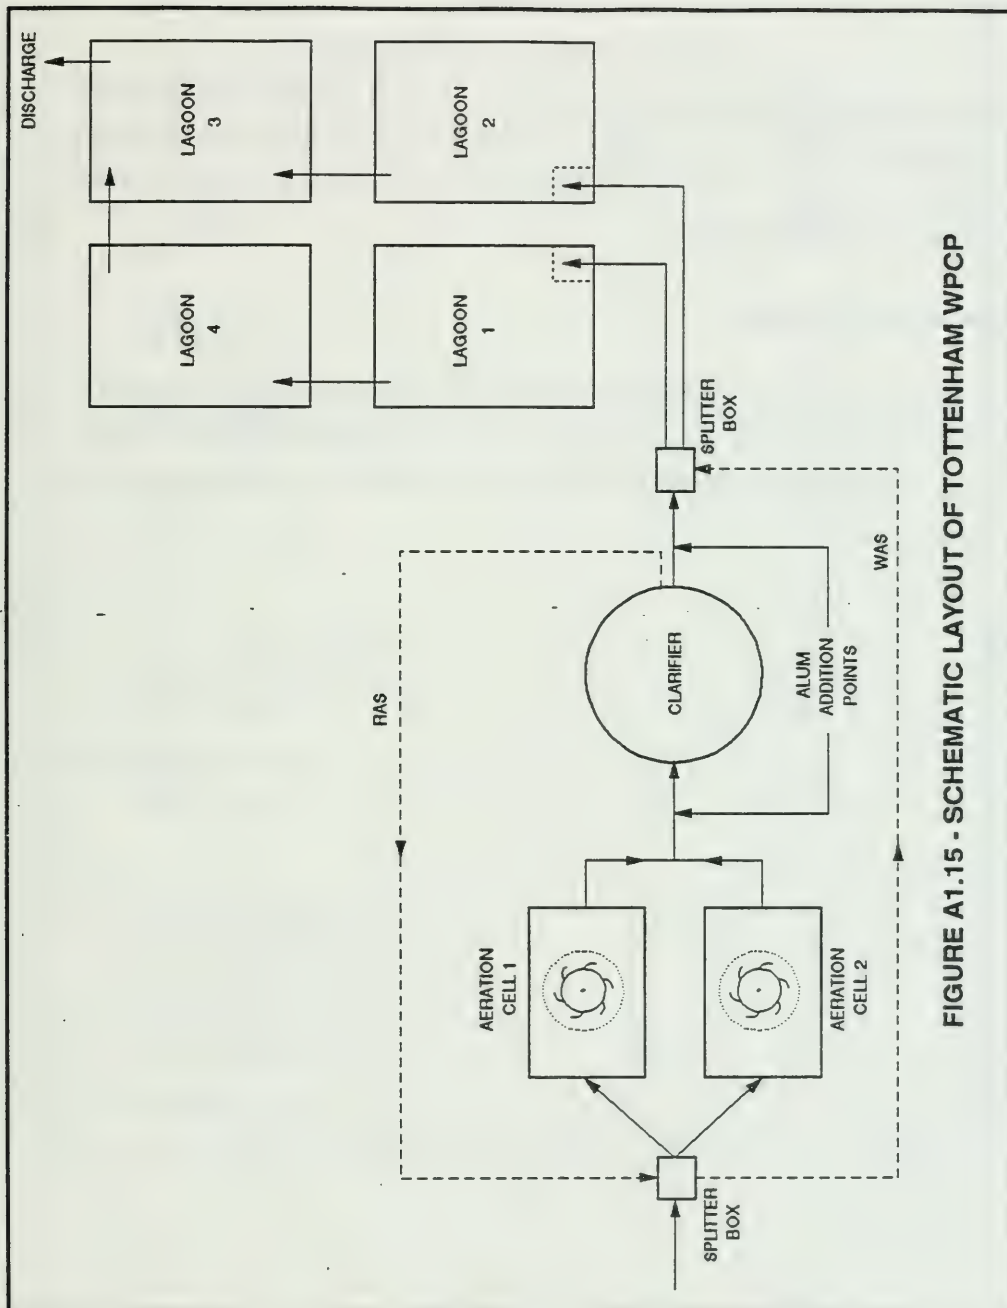 DISCHARGE
LAGOON
4
LAGOON
3
LAGOON
1
LAGOON
2
SPLITTER
BOX
RAS
CLARIFIER
ALUM
ADDITION
POINTS
WAS
AERATION
CELL 1
AERATION
CELL 2
SPLITTER
BOX
FIGURE A1.15 - SCHEMATIC LAYOUT OF TOTTENHAM WPCP